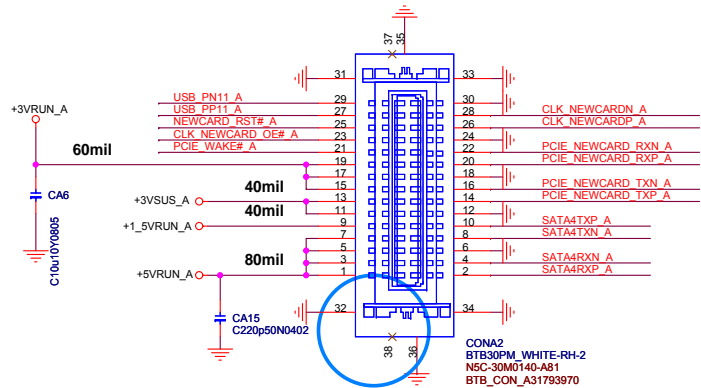 37
35
31
33
+3VRUN_A
USB_PN11_A
29
30
USB_PP11_A
27
28
CLK_NEWCARDN_A
NEWCARD_RST#_A
25
26
CLK_NEWCARDP_A
CLK_NEWCARD_OE#_A
23
24
60mil
PCIE_WAKE#_A
21
22
PCIE_NEWCARD_RXN_A
19
20
PCIE_NEWCARD_RXP_A
17
18
CA6
40mil
15
16
PCIE_NEWCARD_TXN_A
+3VSUS_A
13
14
PCIE_NEWCARD_TXP_A
40mil
11
12
C10u10Y0805
+1_5VRUN_A
9
10
SATA4TXP_A
7
8
SATA4TXN_A
5
6
80mil
3
4
SATA4RXN_A
+5VRUN_A
1
2
SATA4RXP_A
32
34
CA15
C220p50N0402
38
36
CONA2
BTB30PM_WHITE-RH-2
N5C-30M0140-A81
BTB_CON_A31793970